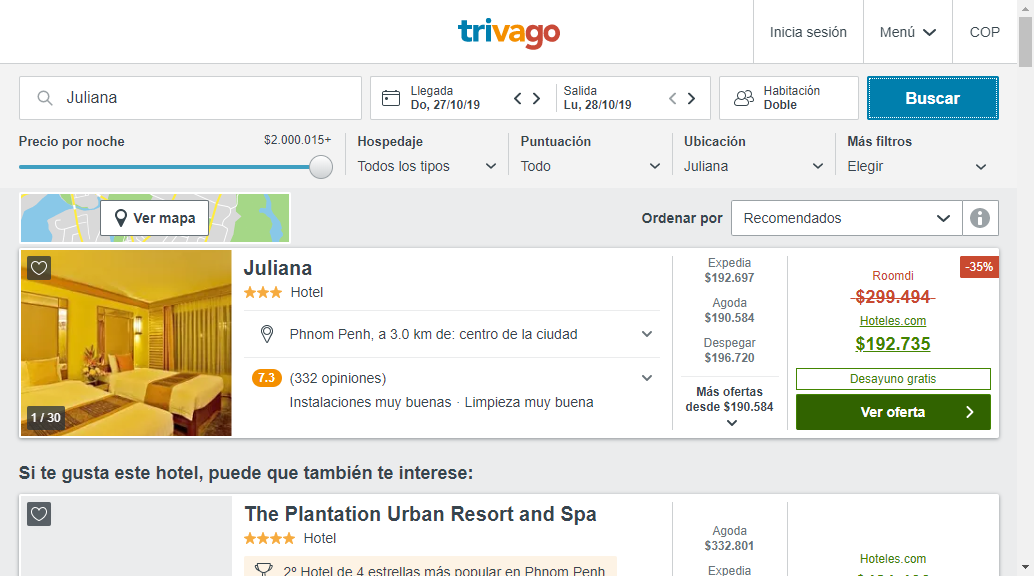 trivago
Inicia sesión
Menú
COP
Juliana
Llegada
Do, 27/10/19
Salida
Lu, 28/10/19
Habitación
Doble
Buscar
Precio por noche
$2.000.015+
Hospedaje
Todos los tipos
Puntuación
Todo
Ubicación
Juliana
Más filtros
Elegir
Ver mapa
Ordenar por
Recomendados
1 / 30
Juliana
Hotel
Phnom Penh, a 3.0 km de: centro de la ciudad
7.3 (332 opiniones)
Instalaciones muy buenas · Limpieza muy buena
Expedia
$192.697
Agoda
$190.584
Despegar
$196.720
Más ofertas
desde $190.584
-35%
Roomdi
$299.494
Hoteles.com
$192.735
Desayuno gratis
Ver oferta
Si te gusta este hotel, puede que también te interese:
The Plantation Urban Resort and Spa
Hotel
2º Hotel de 4 estrellas más popular en Phnom Penh
Agoda
$332.801
Expedia
Hoteles.com